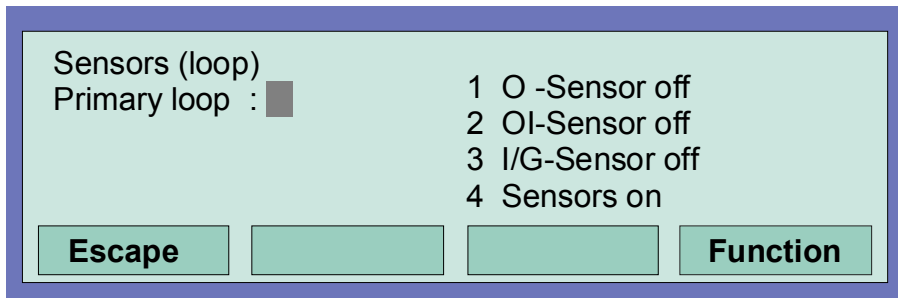 Sensors (loop)
Primary loop :
1 O -Sensor off
2 OI-Sensor off
3 I/G-Sensor off
4 Sensors on
Escape
Function